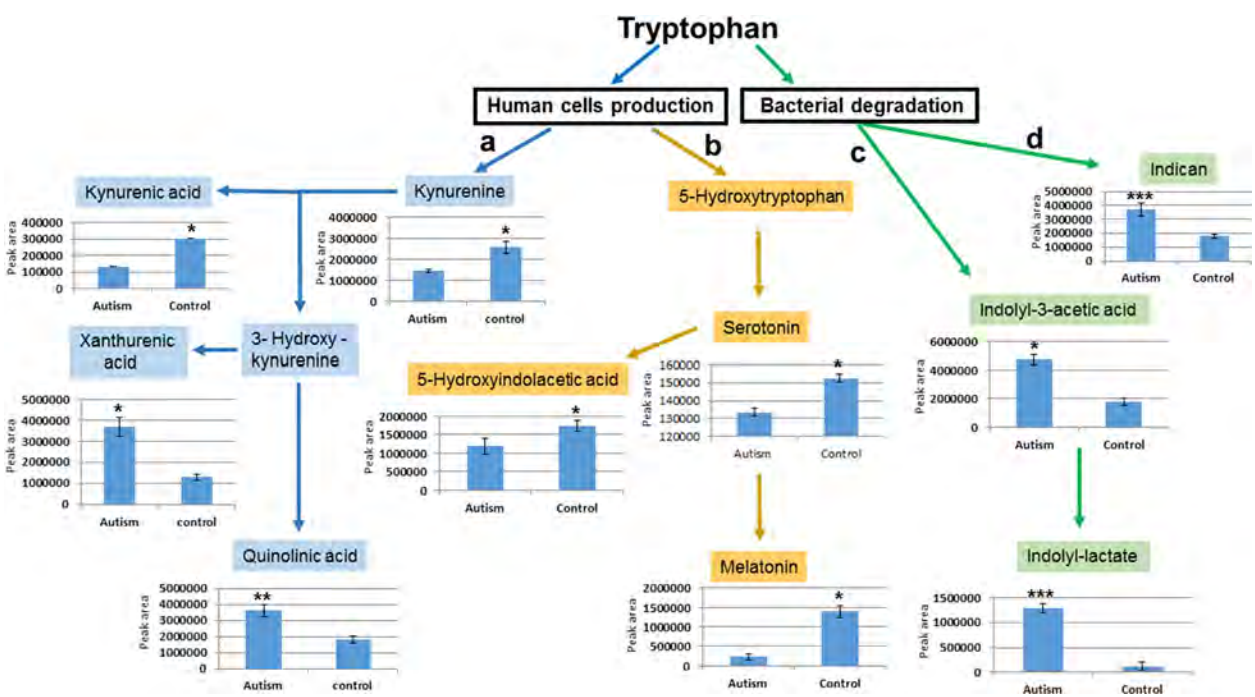 Tryptophan
Human cells production
Bacterial degradation
a
b
c
d
Kynurenic acid
Peak area
400000
300000
200000
100000
0
*
Autism
Control
Kynurenine
Peak area
4000000
3000000
2000000
1000000
0
*
Autism
control
5-Hydroxytryptophan
Indican
Peak area
5000000
4000000
3000000
2000000
1000000
0
***
Autism
Control
Xanthurenic
acid
Peak area
5000000
4000000
3000000
2000000
1000000
0
*
Autism
control
3- Hydroxy -
kynurenine
5-Hydroxyindolacetic acid
Peak area
2000000
1500000
1000000
500000
0
*
Autism
Control
Serotonin
Peak area
160000
150000
140000
130000
120000
*
Autism
Control
Indolyl-3-acetic acid
Peak area
6000000
4000000
2000000
0
*
Autism
Control
Quinolinic acid
Peak area
5000000
4000000
3000000
2000000
1000000
0
**
Autism
control
Melatonin
Peak area
2000000
1500000
1000000
500000
0
*
Autism
Control
Indolyl-lactate
Peak area
1500000
1000000
500000
0
***
Autism
Control